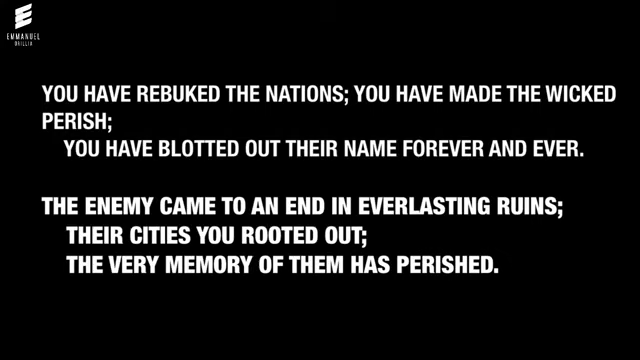 EMMANUEL
YOU HAVE REBUKED THE NATIONS; YOU HAVE MADE THE WICKED
PERISH;
YOU HAVE BLOTTED OUT THEIR NAME FOREVER AND EVER.
THE ENEMY CAME TO AN END IN EVERLASTING RUINS;
THEIR CITIES YOU ROOTED OUT;
THE VERY MEMORY OF THEM HAS PERISHED.